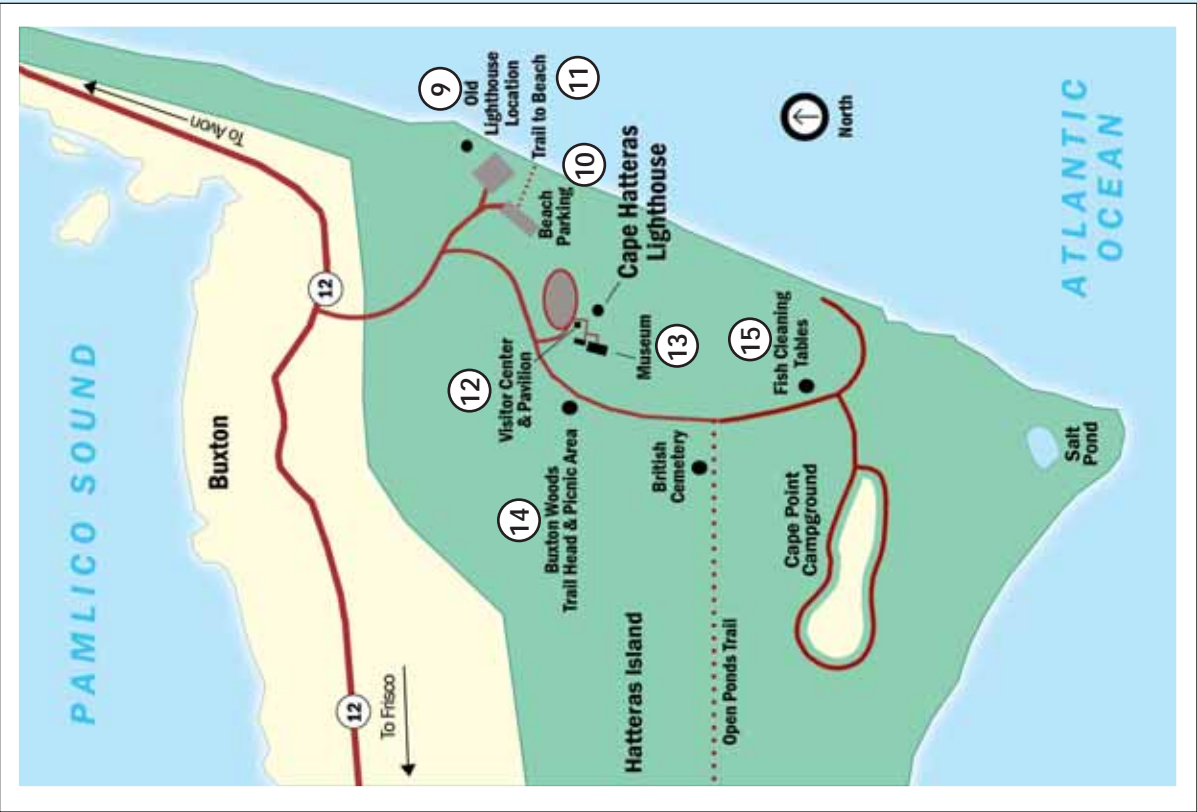 PAMLICO SOUND
Buxton
To Avon
12
12
To Frisco
9
Old
Lighthouse
Location
Trail to Beach
11
10
Beach
Parking
Cape Hatteras
Lighthouse
North
ATLANTIC
OCEAN
12
Visitor Center
& Pavilion
Museum
13
14
Buxton Woods
Trail Head & Picnic Area
British
Cemetery
15
Fish Cleaning
Tables
Hatteras Island
Open Ponds Trail
Cape Point
Campground
Salt
Pond